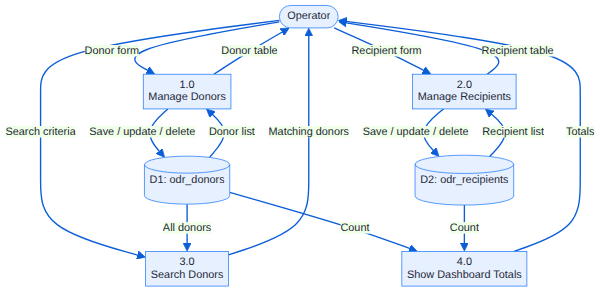 Operator
Donor form
Donor table
Recipient form
Recipient table
1.0
Manage Donors
2.0
Manage Recipients
Search criteria
Save / update / delete
Donor list
Matching donors
Save / update / delete
Recipient list
Totals
D1: odr_donors
D2: odr_recipients
All donors
Count
Count
3.0
Search Donors
4.0
Show Dashboard Totals